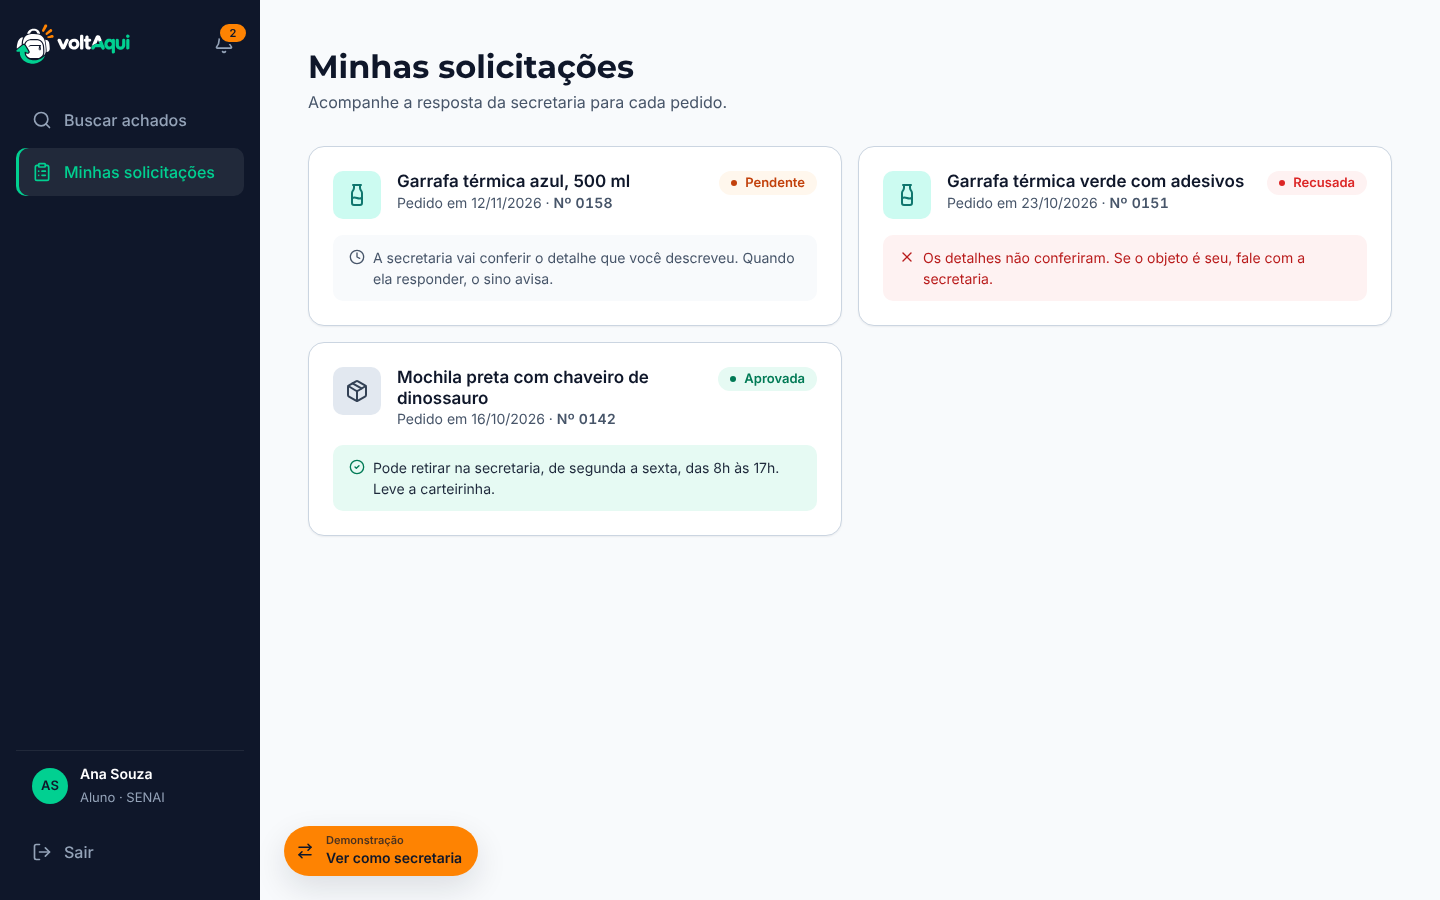 voltAqui
2
Buscar achados
Minhas solicitações
Minhas solicitações
Acompanhe a resposta da secretaria para cada pedido.
Garrafa térmica azul, 500 ml
Pendente
Pedido em 12/11/2026 · Nº 0158
A secretaria vai conferir o detalhe que você descreveu. Quando
ela responder, o sino avisa.
Garrafa térmica verde com adesivos
Recusada
Pedido em 23/10/2026 · Nº 0151
Os detalhes não conferiram. Se o objeto é seu, fale com a
secretaria.
Mochila preta com chaveiro de
dinossauro
Aprovada
Pedido em 16/10/2026 · Nº 0142
Pode retirar na secretaria, de segunda a sexta, das 8h às 17h.
Leve a carteirinha.
AS
Ana Souza
Aluno · SENAI
Sair
Demonstração
Ver como secretaria